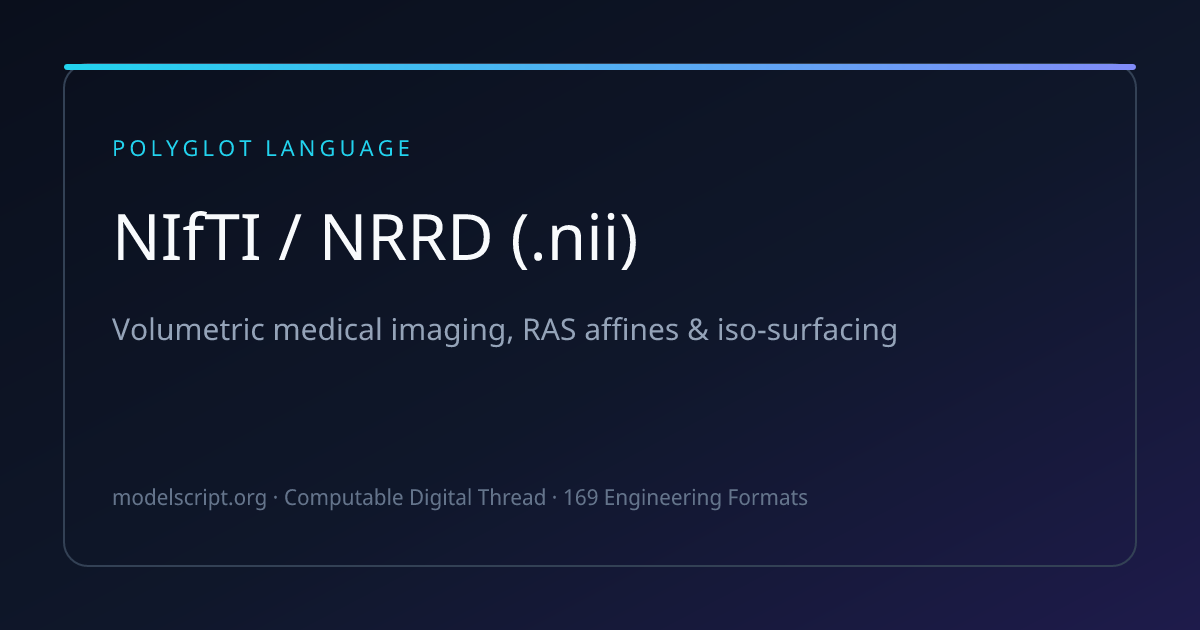 POLYGLOT LANGUAGE
NIfTI / NRRD (.nii)
Volumetric medical imaging, RAS affines & iso-surfacing
modelscript.org · Computable Digital Thread · 169 Engineering Formats